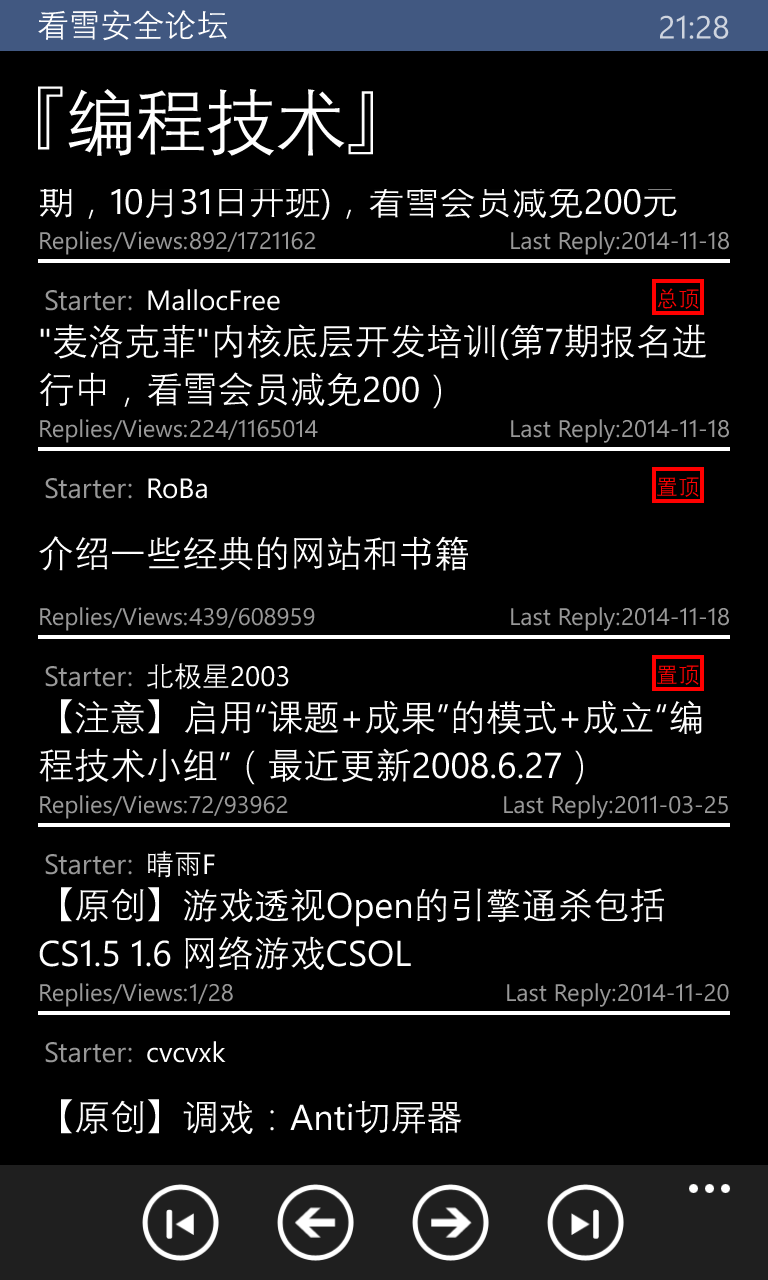 看雪安全论坛 21:28
『编程技术』
期，10月31日开班)，看雪会员减免200元
Replies/Views:892/1721162 Last Reply:2014-11-18
Starter: MallocFree 总顶
"麦洛克菲"内核底层开发培训(第7期报名进
行中，看雪会员减免200）
Replies/Views:224/1165014 Last Reply:2014-11-18
Starter: RoBa 置顶
介绍一些经典的网站和书籍
Replies/Views:439/608959 Last Reply:2014-11-18
Starter: 北极星2003 置顶
【注意】启用“课题+成果”的模式+成立“编
程技术小组”（最近更新2008.6.27）
Replies/Views:72/93962 Last Reply:2011-03-25
Starter: 晴雨F
【原创】游戏透视Open的引擎通杀包括
CS1.5 1.6 网络游戏CSOL
Replies/Views:1/28 Last Reply:2014-11-20
Starter: cvcvxk
【原创】调戏：Anti切屏器